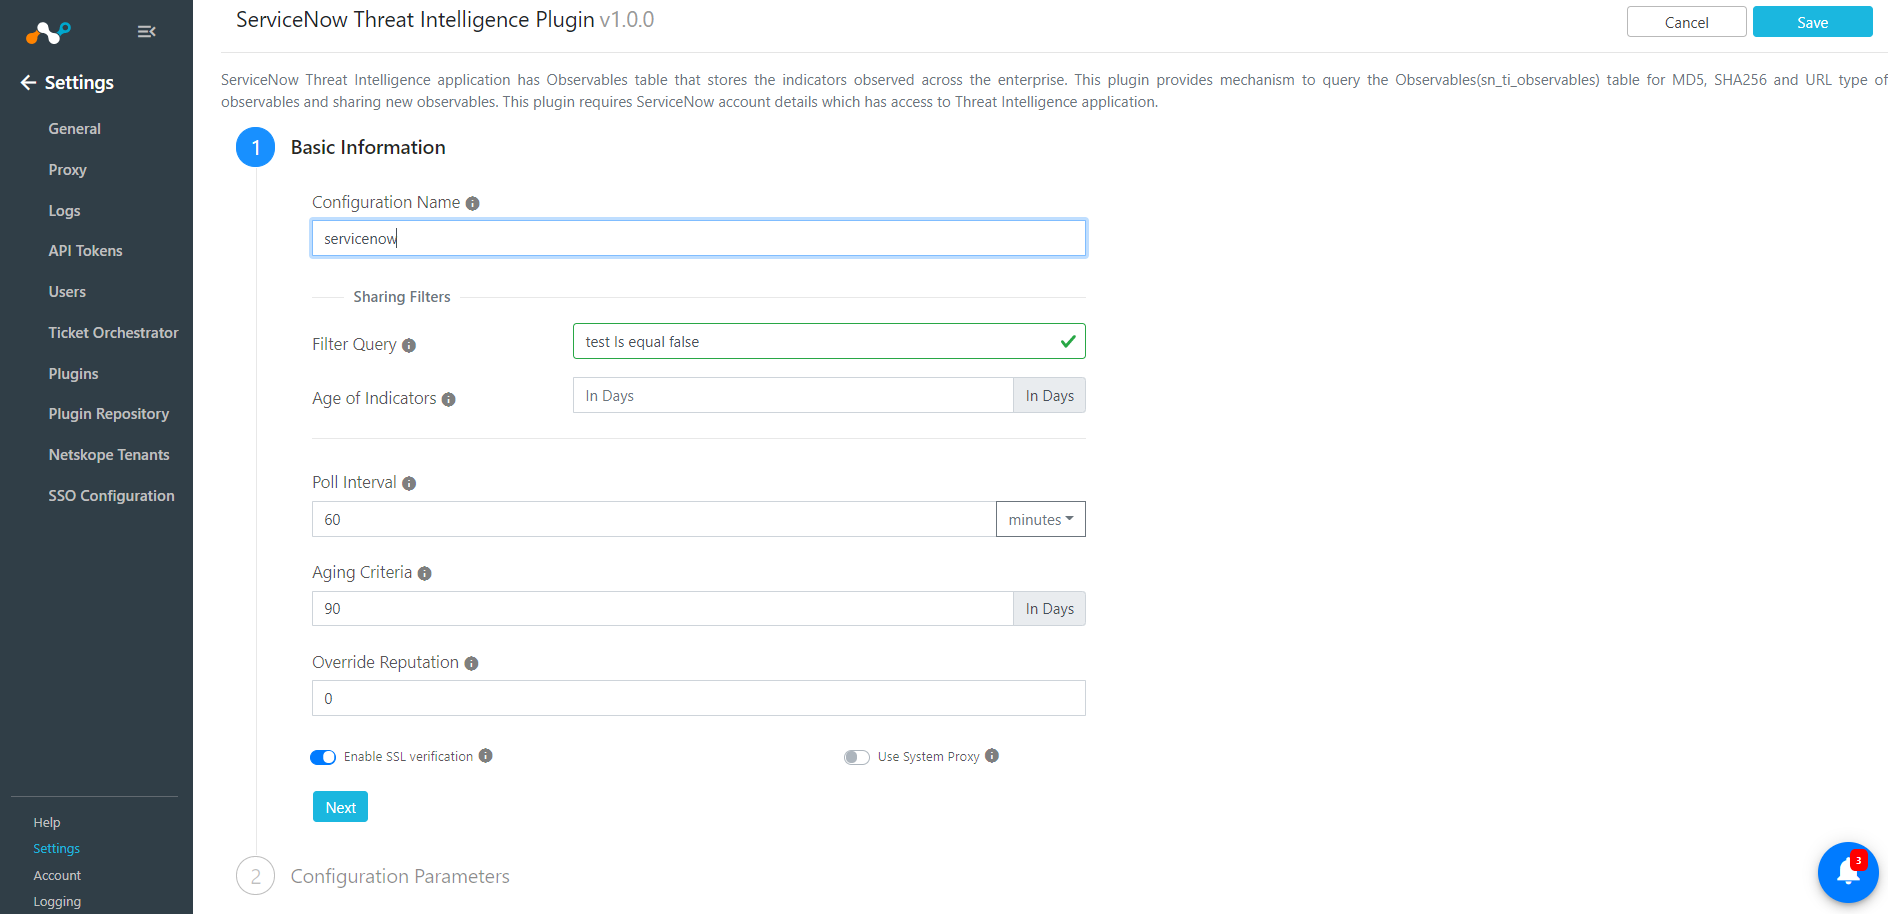 ServiceNow Threat Intelligence Plugin v1.0.0
Cancel
Save
Settings
General
Proxy
Logs
API Tokens
Users
Ticket Orchestrator
Plugins
Plugin Repository
Netskope Tenants
SSO Configuration
Help
Settings
Account
Logging
ServiceNow Threat Intelligence application has Observables table that stores the indicators observed across the enterprise. This plugin provides mechanism to query the Observables(sn_ti_observables) table for MD5, SHA256 and URL type of
observables and sharing new observables. This plugin requires ServiceNow account details which has access to Threat Intelligence application.
1 Basic Information
Configuration Name
servicenow
Sharing Filters
Filter Query
test Is equal false
Age of Indicators
In Days
In Days
Poll Interval
60
minutes
Aging Criteria
90
In Days
Override Reputation
0
Enable SSL verification
Use System Proxy
Next
2 Configuration Parameters
3